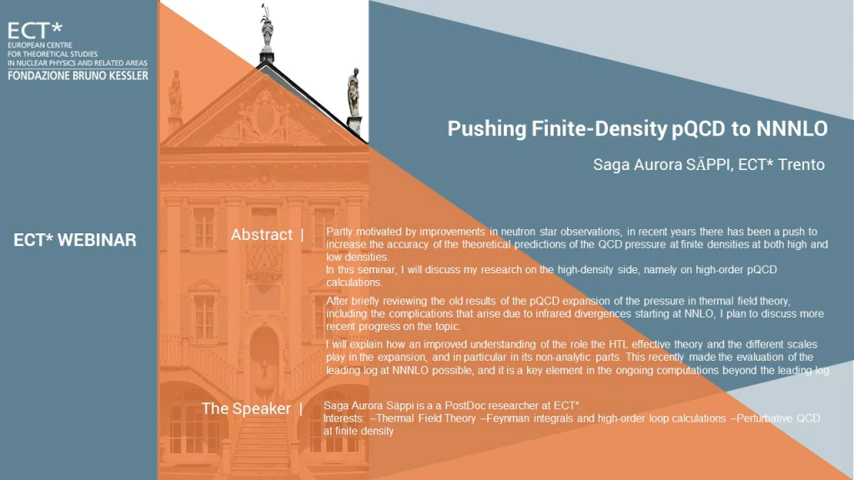 ECT*
EUROPEAN CENTRE
FOR THEORETICAL STUDIES
IN NUCLEAR PHYSICS AND RELATED AREAS
FONDAZIONE BRUNO KESSLER
Pushing Finite-Density pQCD to NNNLO
Saga Aurora SÄPPI, ECT* Trento
ECT* WEBINAR
Abstract |
Partly motivated by improvements in neutron star observations, in recent years there has been a push to
increase the accuracy of the theoretical predictions of the QCD pressure at finite densities at both high and
low densities.
In this seminar, I will discuss my research on the high-density side, namely on high-order pQCD
calculations.
After briefly reviewing the old results of the pQCD expansion of the pressure in thermal field theory,
including the complications that arise due to infrared divergences starting at NNLO, I plan to discuss more
recent progress on the topic.
I will explain how an improved understanding of the role the HTL effective theory and the different scales
play in the expansion, and in particular in its non-analytic parts. This recently made the evaluation of the
leading log at NNNLO possible, and it is a key element in the ongoing computations beyond the leading log
The Speaker |
Saga Aurora Säppi is a a PostDoc researcher at ECT*.
Interests: –Thermal Field Theory –Feynman integrals and high-order loop calculations –Perturbative QCD
at finite density